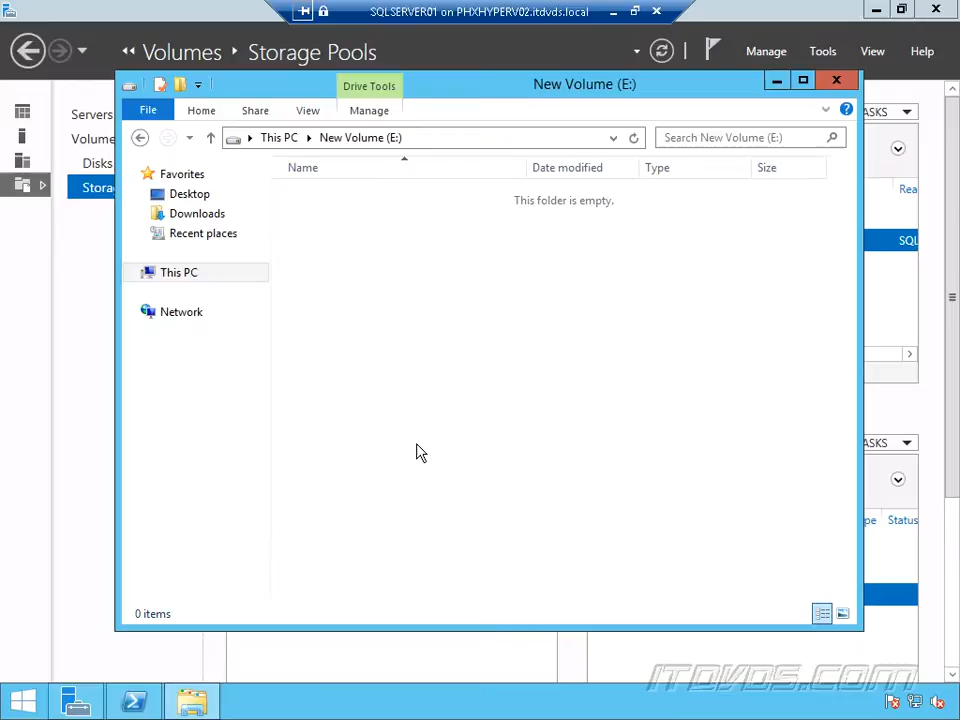 SQLSERVER01 on PHXHYPERV02.itdvds.local
Volumes Storage Pools
Manage Tools View Help
New Volume (E:)
Drive Tools
File Home Share View Manage
This PC New Volume (E:)
Search New Volume (E:)
Name Date modified Type Size
This folder is empty.
Favorites
Desktop
Downloads
Recent places
This PC
Network
0 items
Servers
Volume
Disks
Stora
ASKS
Rea
SQL
ASKS
pe Status
ITDVDS.COM